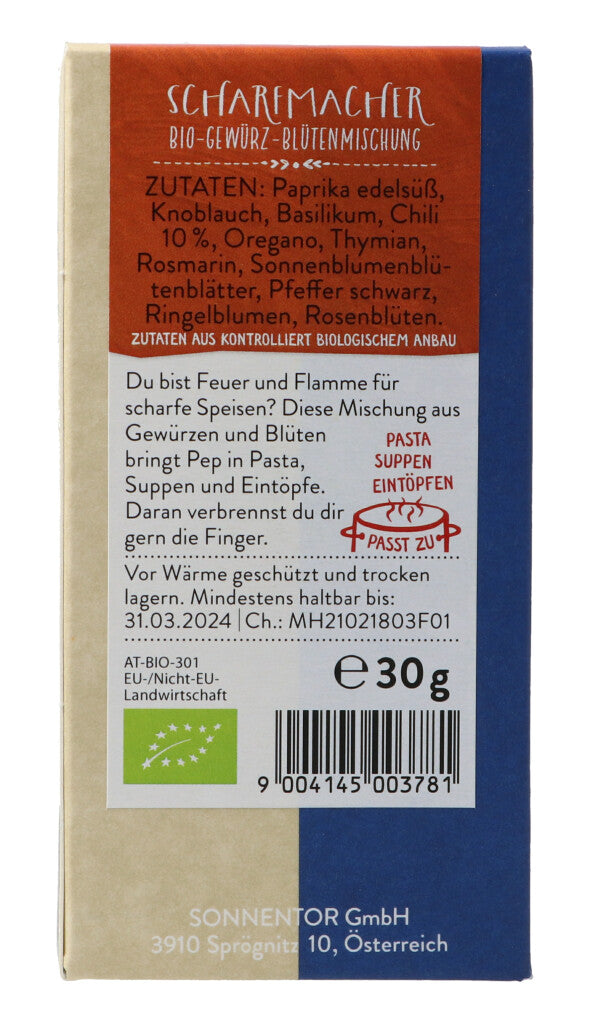 SCHARFMACHER
BIO-GEWÜRZ-BLÜTENMISCHUNG
ZUTATEN: Paprika edelsüß,
Knoblauch, Basilikum, Chili
10 %, Oregano, Thymian,
Rosmarin, Sonnenblumenblü-
tenblätter, Pfeffer schwarz,
Ringelblumen, Rosenblüten.
ZUTATEN AUS KONTROLLIERT BIOLOGISCHEM ANBAU
Du bist Feuer und Flamme für
scharfe Speisen? Diese Mischung aus
Gewürzen und Blüten
bringt Pep in Pasta,
Suppen und Eintöpfe.
Daran verbrennst du dir
gern die Finger.
PASTA
SUPPEN
EINTÖPFEN
PASST ZU
Vor Wärme geschützt und trocken
lagern. Mindestens haltbar bis:
31.03.2024 | Ch.: MH21021803F01
AT-BIO-301
EU-/Nicht-EU-
Landwirtschaft
℮ 30 g
9 004145 003781
SONNENTOR GmbH
3910 Sprögnitz 10, Österreich